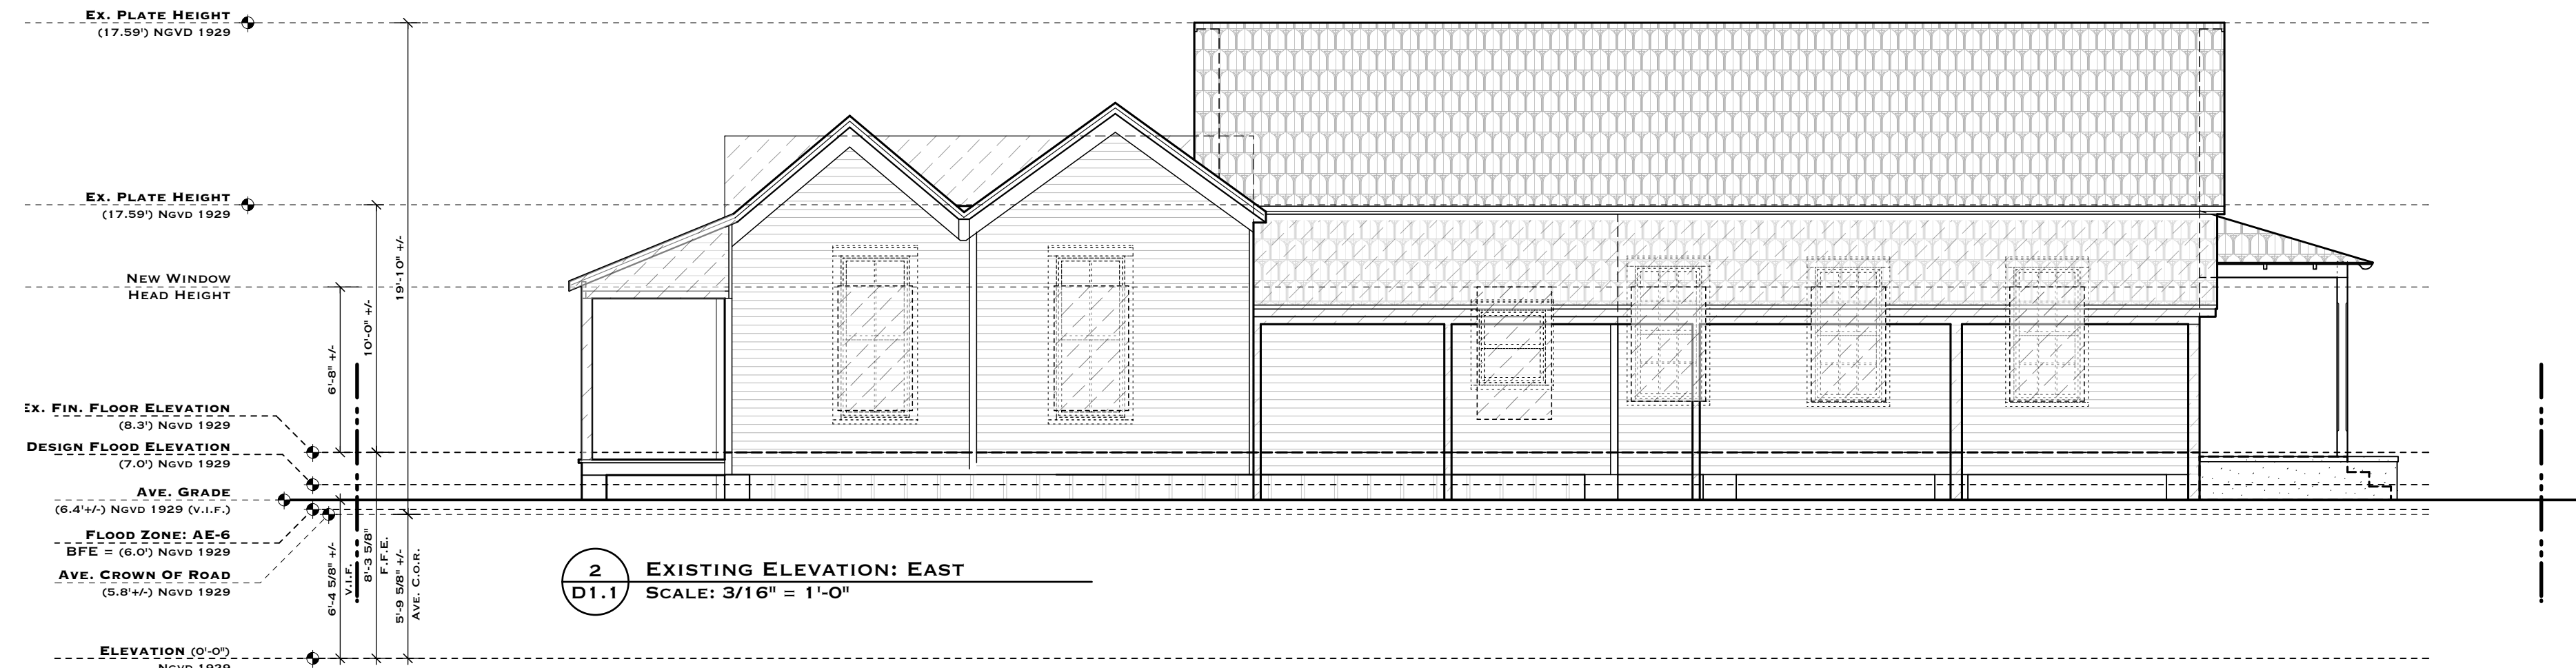 Ex. Plate Height
(17.59') NGVD 1929
Ex. Plate Height
(17.59') NGVD 1929
New Window
Head Height
Ex. Fin. Floor Elevation
(8.3') NGVD 1929
Design Flood Elevation
(7.0') NGVD 1929
Ave. Grade
(6.4'+/-) NGVD 1929 (V.I.F.)
Flood Zone: AE-6
BFE = (6.0') NGVD 1929
Ave. Crown Of Road
(5.8'+/-) NGVD 1929
Elevation (0'-0")
NGVD 1929
6'-8" +/-
10'-0" +/-
19'-10" +/-
6'-4 5/8" +/-
V.I.F.
8'-3 5/8"
F.F.E.
5'-9 5/8" +/-
Ave. C.O.R.
2
D1.1
Existing Elevation: East
Scale: 3/16" = 1'-0"